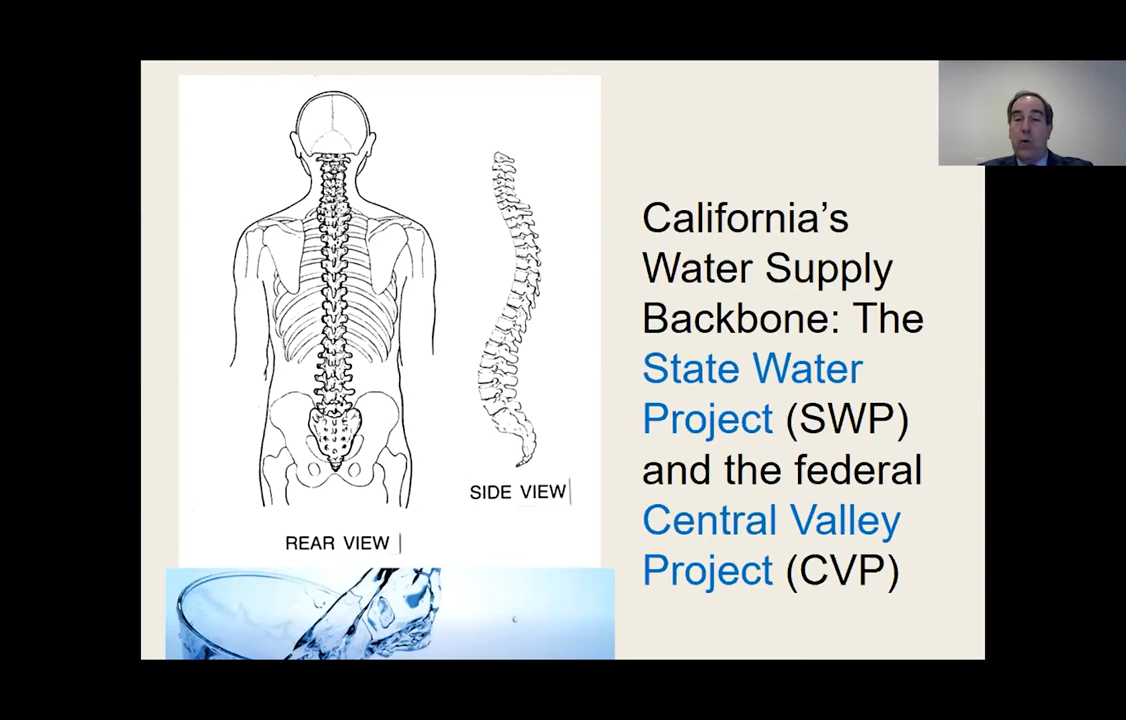 California’s
Water Supply
Backbone: The
State Water
Project (SWP)
and the federal
Central Valley
Project (CVP)
SIDE VIEW
REAR VIEW